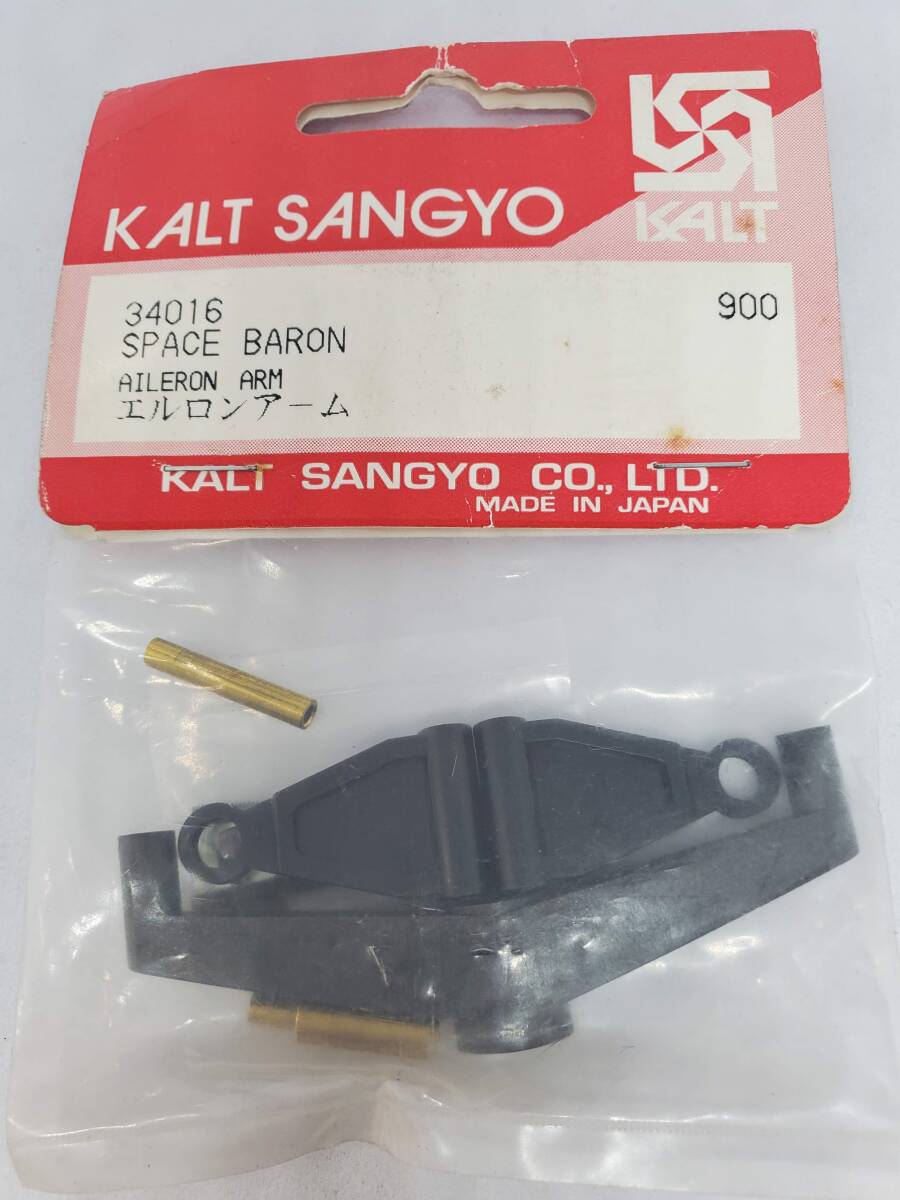 KALT
KALT SANGYO
34016 900
SPACE BARON
AILERON ARM
エルロンアーム
KALT SANGYO CO., LTD.
MADE IN JAPAN